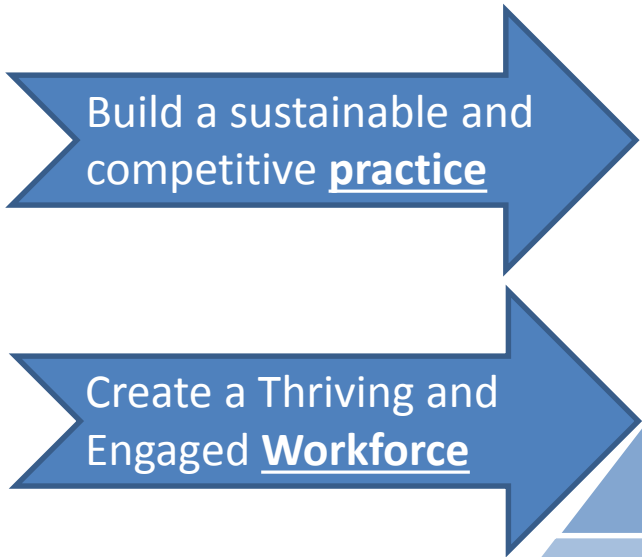 Build a sustainable and
competitive practice
Create a Thriving and
Engaged Workforce